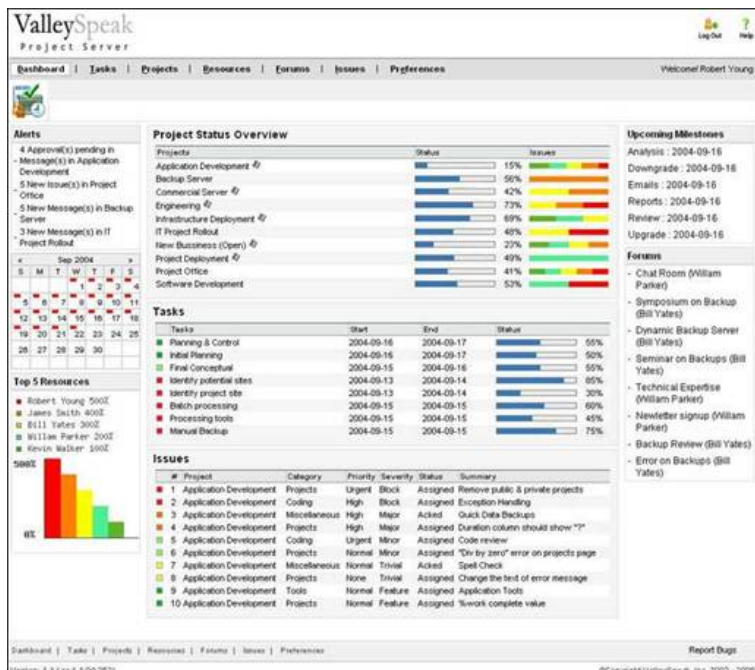 ValleySpeak
Project Server
Log Out Help
Dashboard | Tasks | Projects | Resources | Forums | Issues | Preferences
Welcome! Robert Young
Alerts
4 Approval(s) pending in
- Message(s) in Application
Development
- 5 New Issue(s) in Project
Office
- 5 New Message(s) in Backup
Server
- 3 New Message(s) in IT
Project Rollout
« Sep 2004 »
S M T W T F S
1 2 3 4
5 6 7 8 9 10 11
12 13 14 15 16 17 18
19 20 21 22 23 24 25
26 27 28 29 30
Top 5 Resources
Robert Young 500%
James Smith 400%
Bill Yates 300%
Willam Parker 200%
Kevin Walker 100%
500%
0%
Project Status Overview
Projects Status Issues
Application Development 15%
Backup Server 56%
Commercial Server 42%
Engineering 73%
Infrastructure Deployment 69%
IT Project Rollout 48%
New Bussiness (Open) 23%
Project Deployment 49%
Project Office 41%
Software Development 53%
Tasks
Tasks Start End Status
Planning & Control 2004-09-16 2004-09-17 55%
Initial Planning 2004-09-16 2004-09-17 50%
Final Conceptual 2004-09-15 2004-09-16 55%
Identify potential sites 2004-09-13 2004-09-14 85%
Identify project site 2004-09-13 2004-09-14 30%
Batch processing 2004-09-15 2004-09-15 60%
Processing tools 2004-09-15 2004-09-15 45%
Manual Backup 2004-09-15 2004-09-15 75%
Issues
# Project Category Priority Severity Status Summary
1 Application Development Projects Urgent Block Assigned Remove public & private projects
2 Application Development Coding High Block Assigned Exception Handling
3 Application Development Miscellaneous High Major Acked Quick Data Backups
4 Application Development Projects High Major Assigned Duration column should show "?"
5 Application Development Coding Urgent Minor Assigned Code review
6 Application Development Projects Normal Minor Assigned "Div by zero" error on projects page
7 Application Development Miscellaneous Normal Trivial Acked Spell Check
8 Application Development Projects None Trivial Assigned Change the text of error message
9 Application Development Tools Normal Feature Assigned Application Tools
10 Application Development Projects Normal Feature Assigned %work complete value
Upcoming Milestones
Analysis : 2004-09-16
Downgrade : 2004-09-16
Emails : 2004-09-16
Reports : 2004-09-16
Review : 2004-09-16
Upgrade : 2004-09-16
Forums
- Chat Room (Willam
Parker)
- Symposium on Backup
(Bill Yates)
- Dynamic Backup Server
(Bill Yates)
- Seminar on Backups (Bill
Yates)
- Technical Expertise
(Willam Parker)
- Newletter signup (Willam
Parker)
- Backup Review (Bill Yates)
- Error on Backups (Bill
Yates)
Dashboard | Tasks | Projects | Resources | Forums | Issues | Preferences
Report Bugs